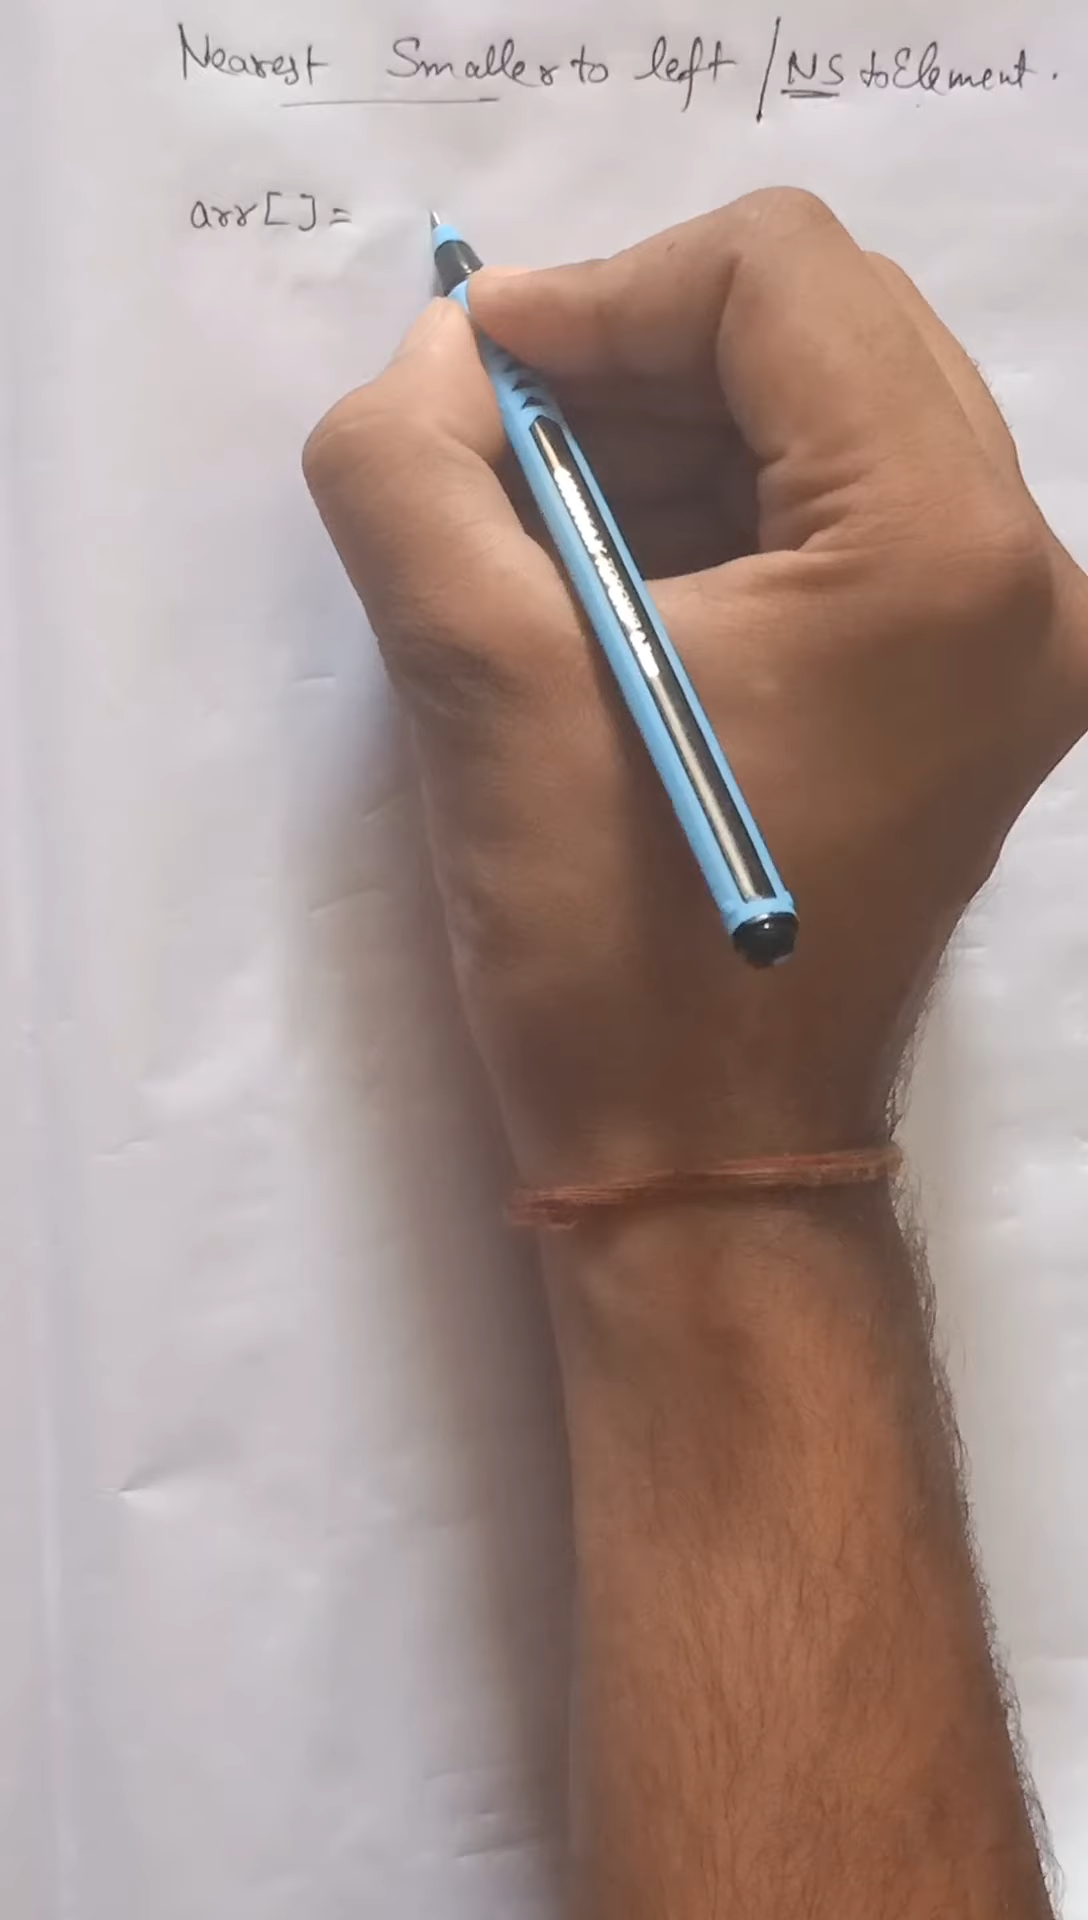 Nearest Smaller to left / NS to Element.
arr[] =